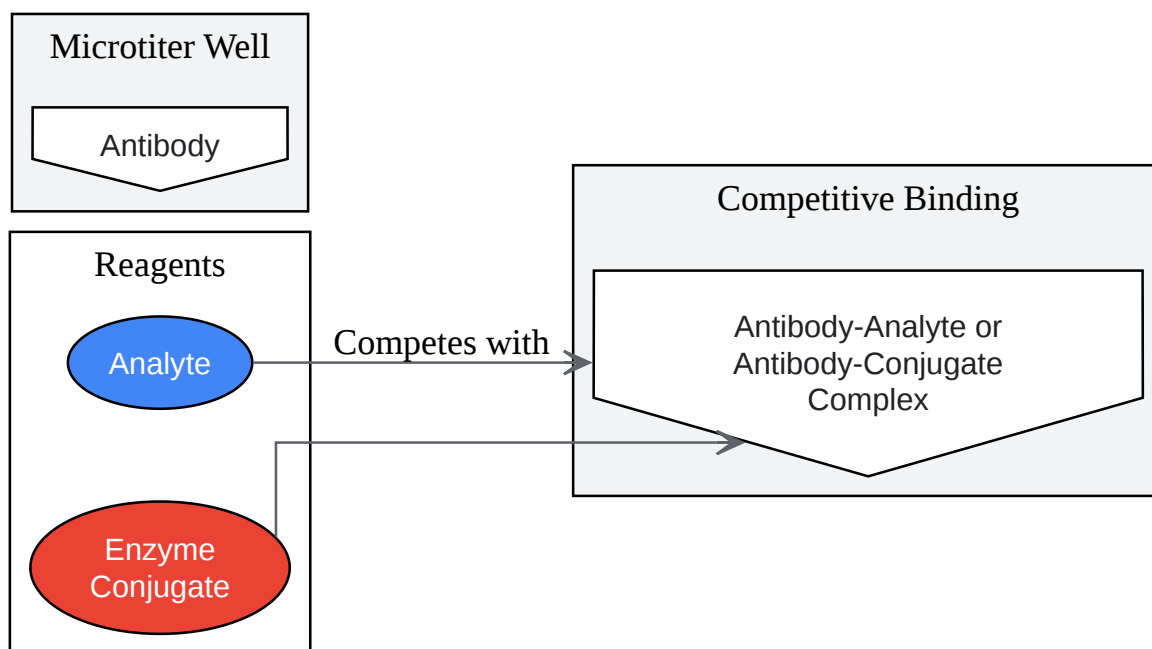 Microtiter Well
Antibody
Reagents
Analyte
Enzyme
Conjugate
Competes with
Competitive Binding
Antibody-Analyte or
Antibody-Conjugate
Complex